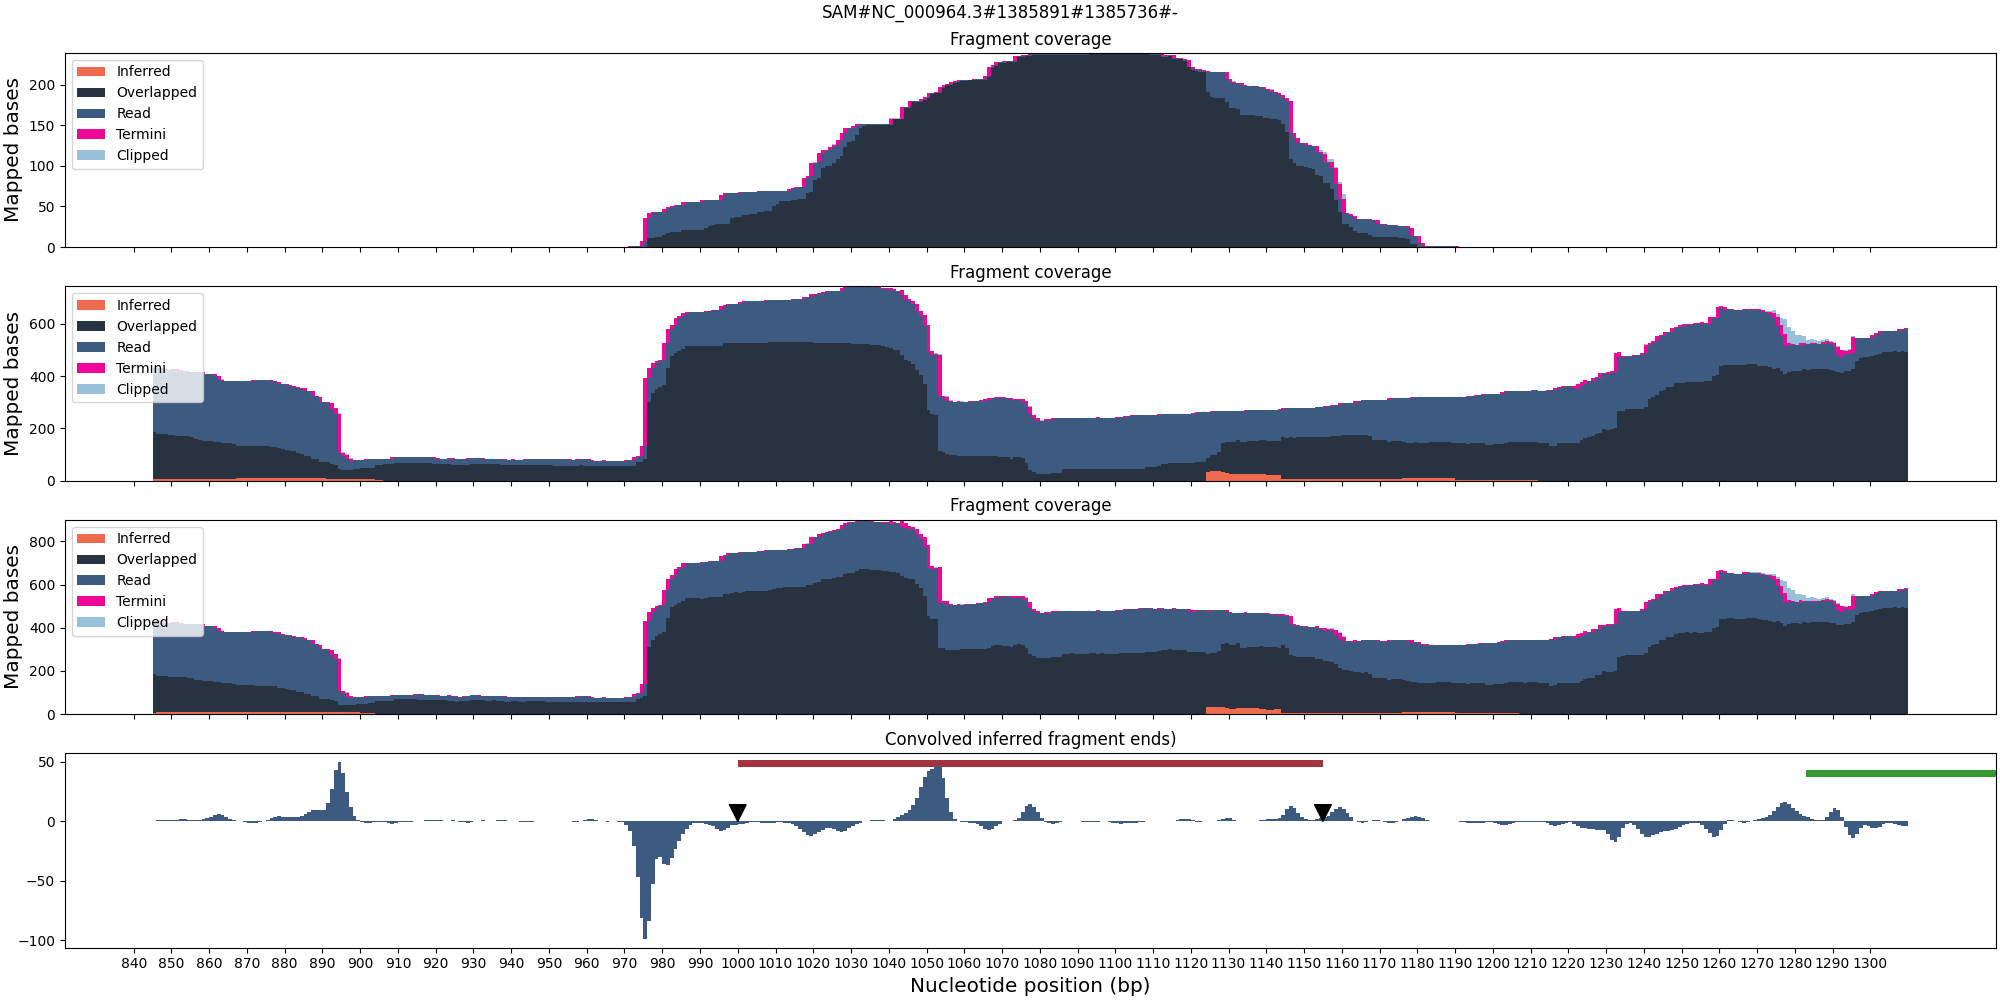 SAM#NC_000964.3#1385891#1385736#-
Fragment coverage
Mapped bases
200
150
100
50
0
Inferred
Overlapped
Read
Termini
Clipped
Fragment coverage
Mapped bases
600
400
200
0
Inferred
Overlapped
Read
Termini
Clipped
Fragment coverage
Mapped bases
800
600
400
200
0
Inferred
Overlapped
Read
Termini
Clipped
Convolved inferred fragment ends)
50
0
−50
−100
840 850 860 870 880 890 900 910 920 930 940 950 960 970 980 990 1000 1010 1020 1030 1040 1050 1060 1070 1080 1090 1100 1110 1120 1130 1140 1150 1160 1170 1180 1190 1200 1210 1220 1230 1240 1250 1260 1270 1280 1290 1300
Nucleotide position (bp)